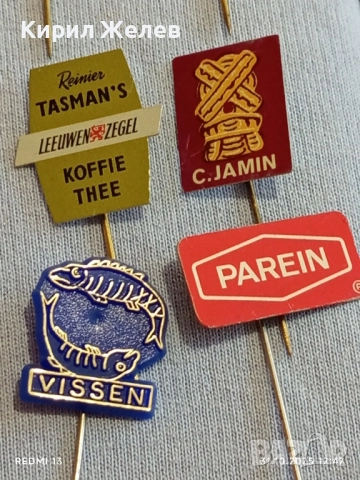 Кирил Желев
Reinier
TASMAN'S
LEEUWEN ZEGEL
KOFFIE
THEE
C.JAMIN
PAREIN
VISSEN
REDMI 13